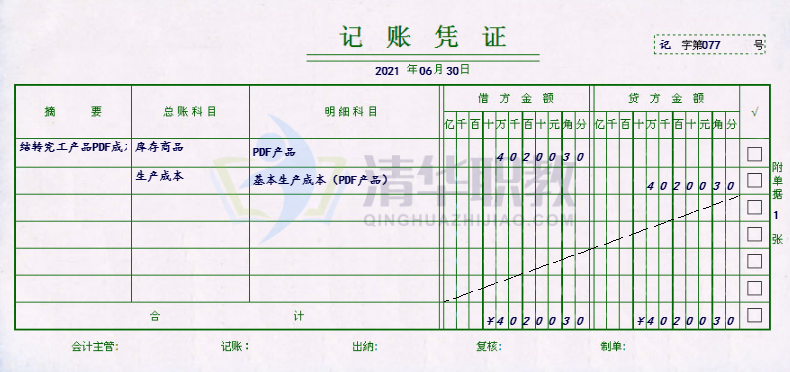 记账凭证
记 字第077 号
2021 年06月30日
摘 要 总账科目 明细科目 借方金额 贷方金额 √
亿千百十万千百十元角分 亿千百十万千百十元角分
结转完工产品PDF成 库存商品 PDF产品 4020030
生产成本 基本生产成本(PDF产品) 4020030
附单据 1 张
清华职教
QINGHUAZHIJIAO.COM
合 计 ¥4020030 ¥4020030
会计主管: 记账: 出纳: 复核: 制单: